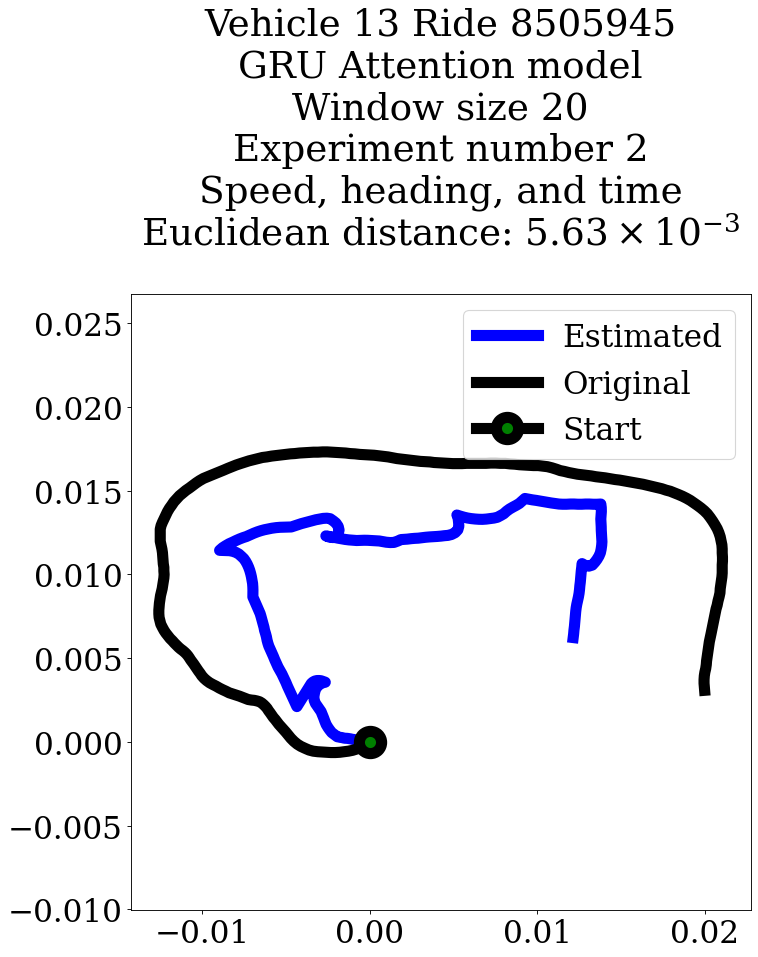 Vehicle 13 Ride 8505945
GRU Attention model
Window size 20
Experiment number 2
Speed, heading, and time
Euclidean distance: 5.63 × 10⁻³
Estimated
Original
Start
0.025
0.020
0.015
0.010
0.005
0.000
−0.005
−0.010
−0.01 0.00 0.01 0.02